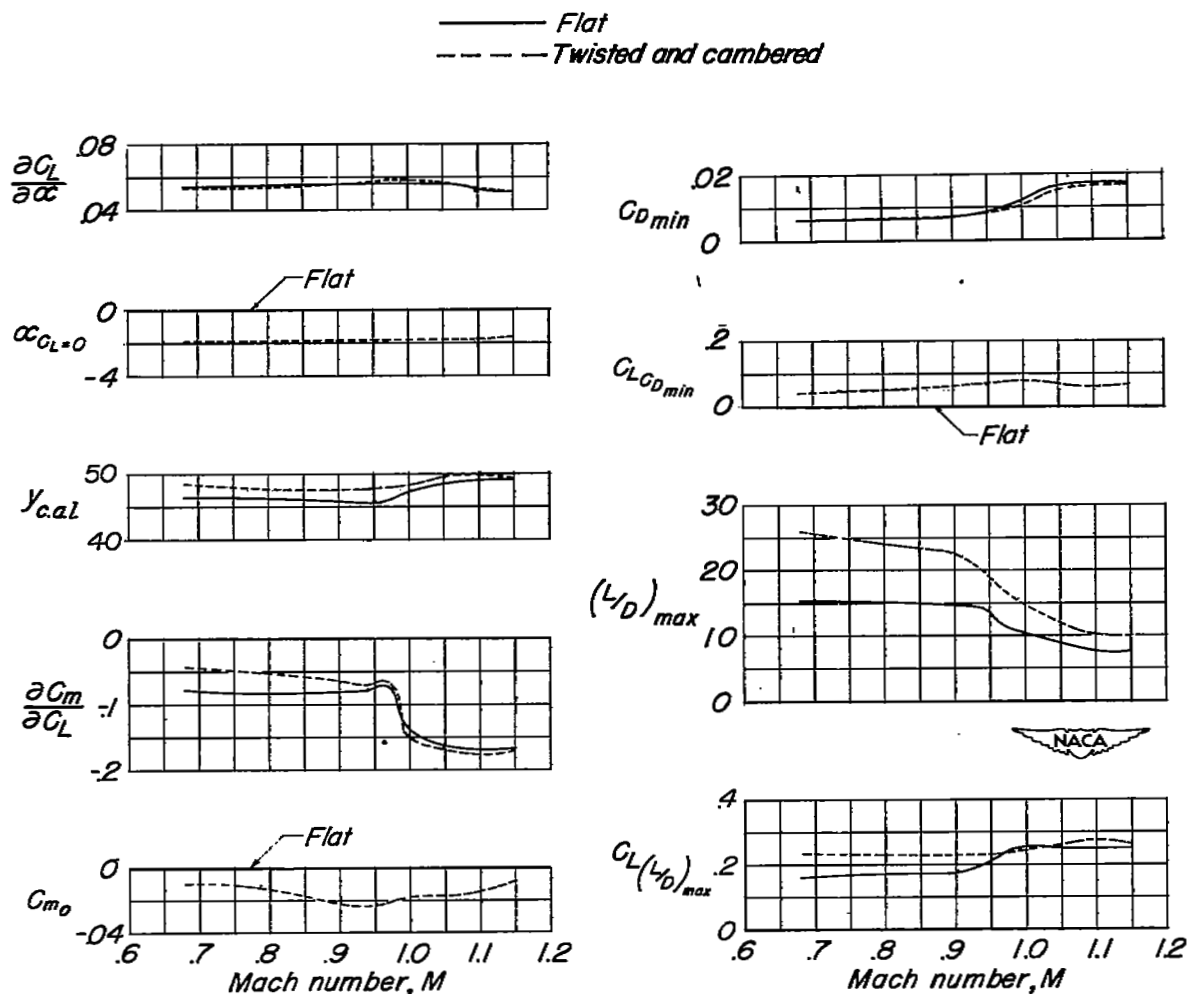 Flat
Twisted and cambered
.08
∂C_L
∂α
.04
Flat
0
α_{C_L=0}
-4
50
y_{c.a.l}
40
0
∂C_m
∂C_L
-.1
-.2
Flat
0
C_{m_o}
-.04
.6 .7 .8 .9 1.0 1.1 1.2
Mach number, M
.02
C_{D_{min}}
0
.2
C_{L_{C_{D_{min}}}}
0
Flat
30
20
(L/D)_{max}
10
0
NACA
.4
C_{L_{(L/D)_{max}}}
.2
0
.6 .7 .8 .9 1.0 1.1 1.2
Mach number, M